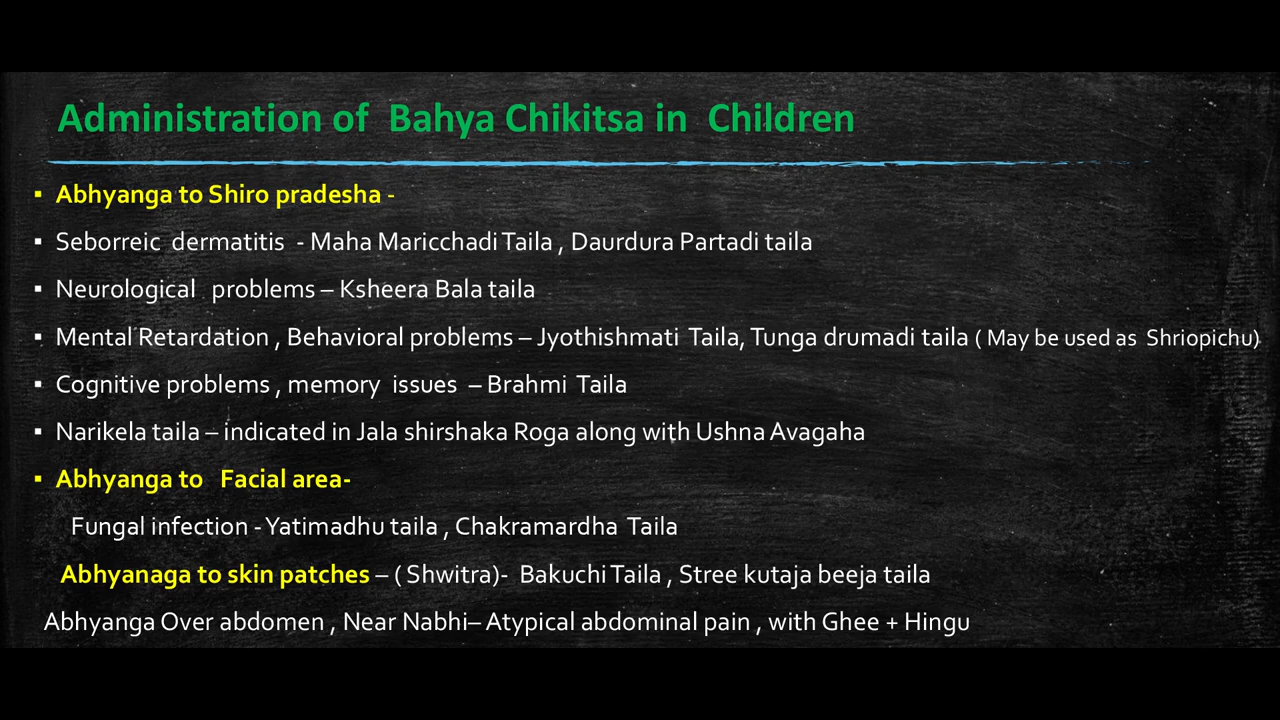 Administration of Bahya Chikitsa in Children
▪ Abhyanga to Shiro pradesha -
▪ Seborreic dermatitis - Maha Maricchadi Taila , Daurdura Partadi taila
▪ Neurological problems – Ksheera Bala taila
▪ Mental Retardation , Behavioral problems – Jyothishmati Taila, Tunga drumadi taila ( May be used as Shriopichu)
▪ Cognitive problems , memory issues – Brahmi Taila
▪ Narikela taila – indicated in Jala shirshaka Roga along with Ushna Avagaha
▪ Abhyanga to Facial area-
Fungal infection - Yatimadhu taila , Chakramardha Taila
Abhyanaga to skin patches – ( Shwitra)- Bakuchi Taila , Stree kutaja beeja taila
Abhyanga Over abdomen , Near Nabhi– Atypical abdominal pain , with Ghee + Hingu